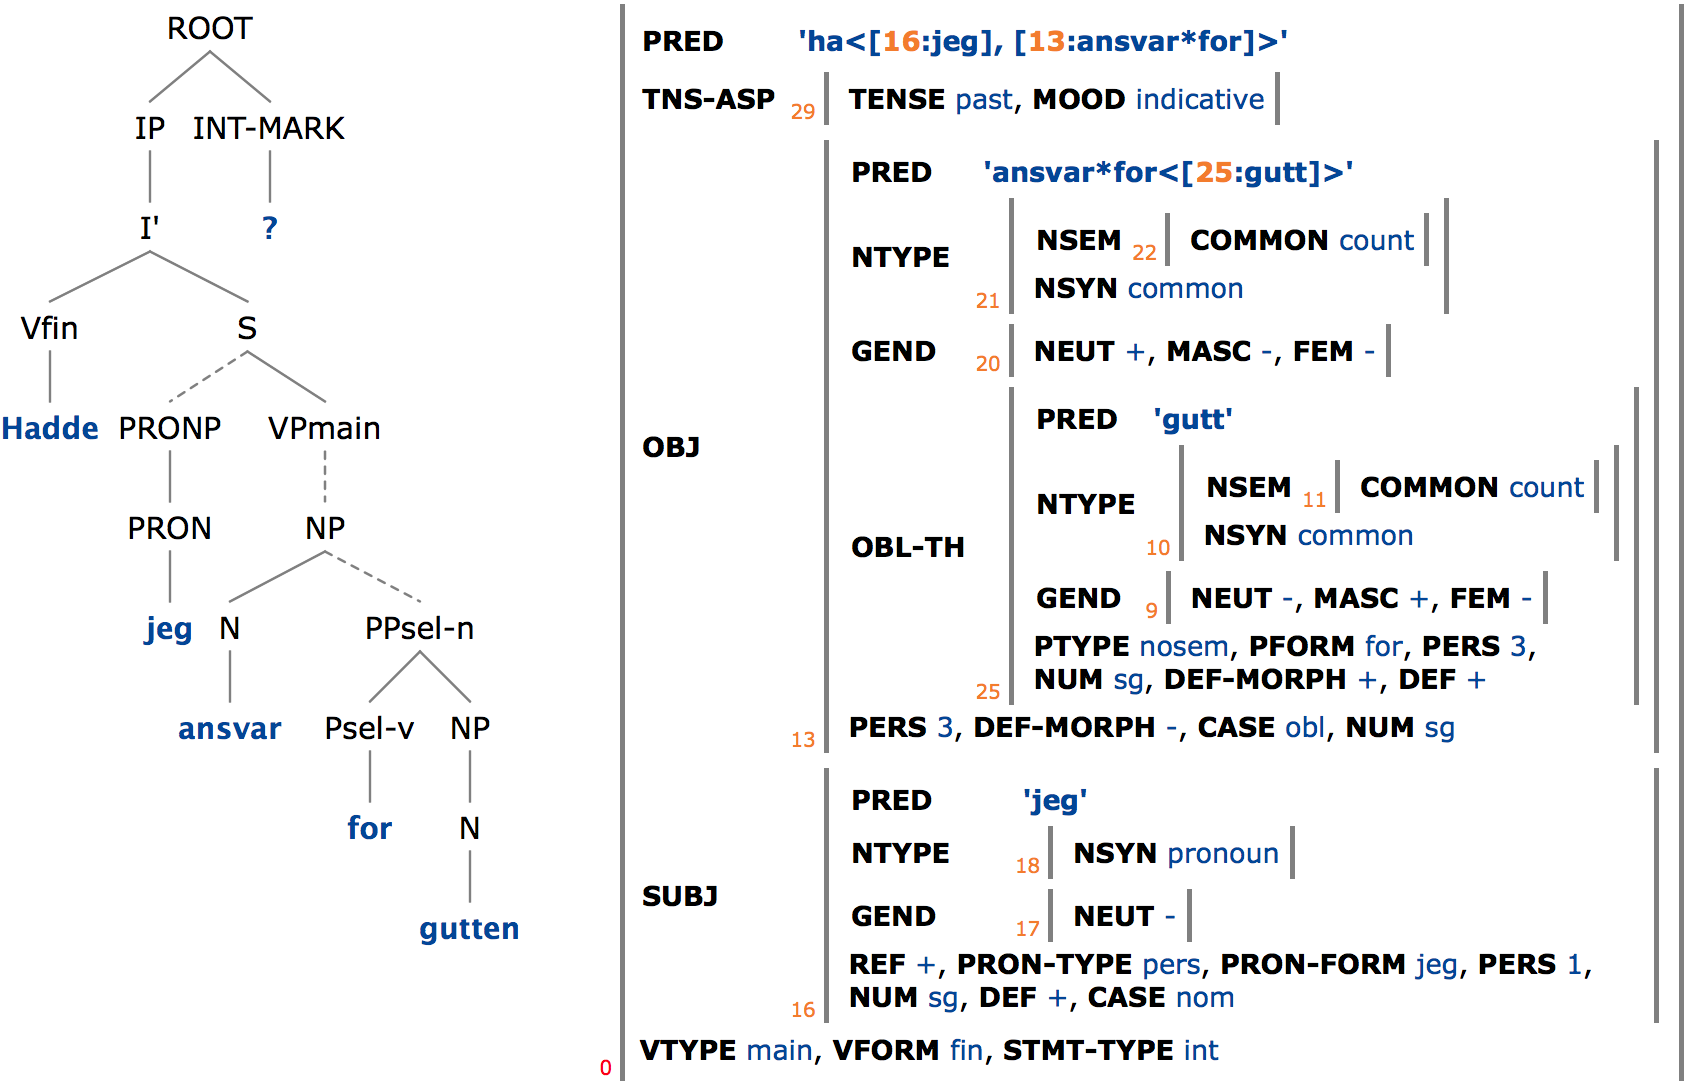 ROOT
IP INT-MARK
I' ?
Vfin S
Hadde PRONP VPmain
PRON NP
jeg N PPsel-n
ansvar Psel-v NP
for N
gutten
PRED 'ha<[16:jeg], [13:ansvar*for]>'
TNS-ASP 29 TENSE past, MOOD indicative
OBJ
PRED 'ansvar*for<[25:gutt]>'
NTYPE
NSEM 22 COMMON count
21 NSYN common
GEND 20 NEUT +, MASC -, FEM -
OBL-TH
PRED 'gutt'
NTYPE
NSEM 11 COMMON count
10 NSYN common
GEND 9 NEUT -, MASC +, FEM -
PTYPE nosem, PFORM for, PERS 3,
25 NUM sg, DEF-MORPH +, DEF +
13 PERS 3, DEF-MORPH -, CASE obl, NUM sg
SUBJ
PRED 'jeg'
NTYPE 18 NSYN pronoun
GEND 17 NEUT -
REF +, PRON-TYPE pers, PRON-FORM jeg, PERS 1,
16 NUM sg, DEF +, CASE nom
0 VTYPE main, VFORM fin, STMT-TYPE int